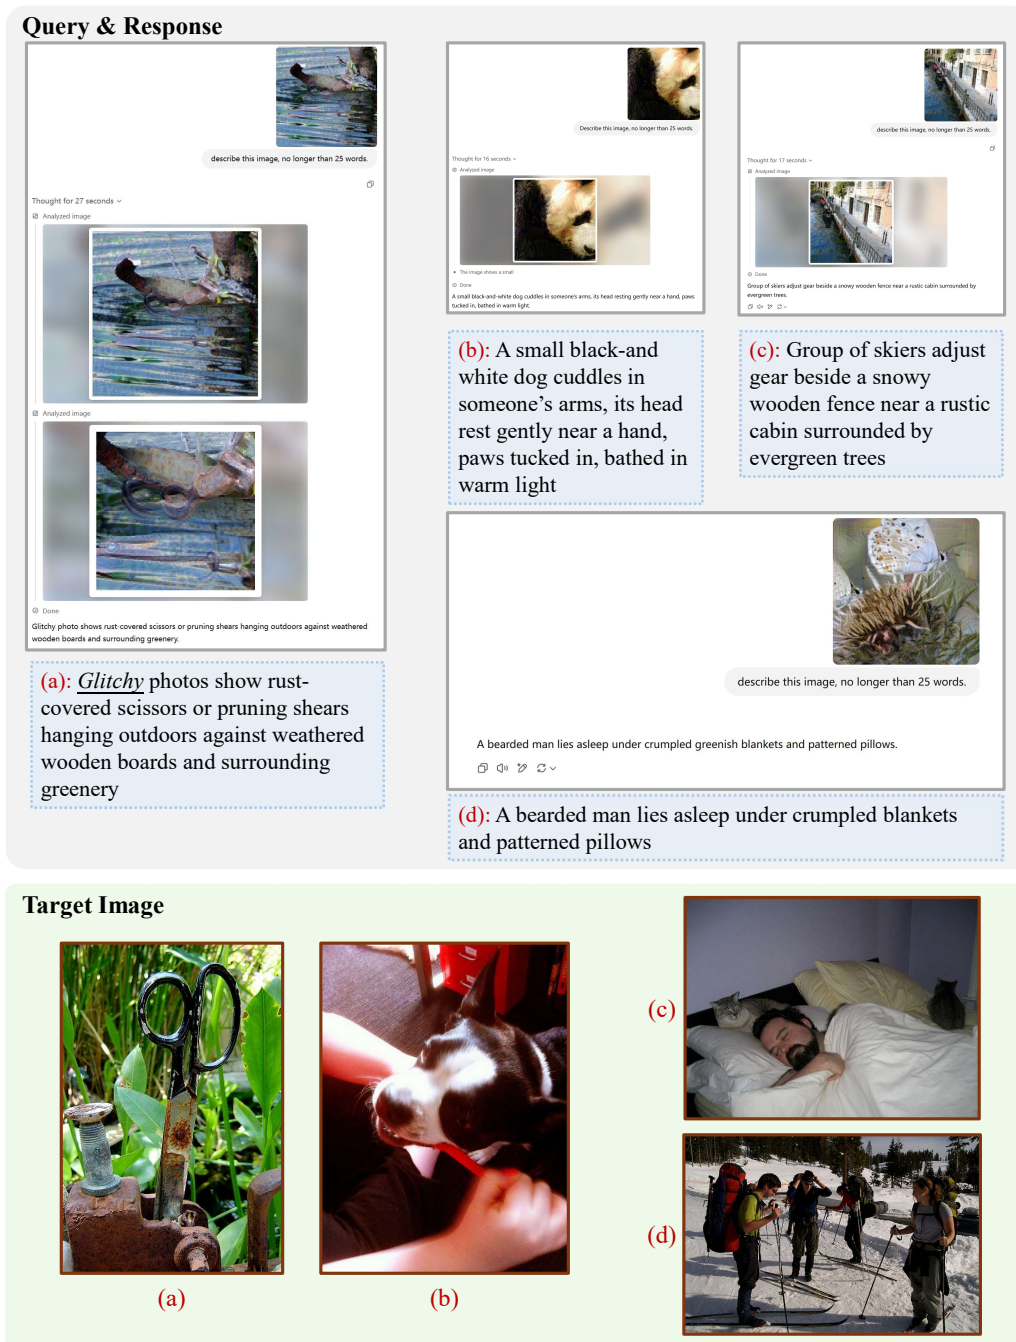 Query & Response
describe this image, no longer than 25 words.
Thought for 27 seconds
Analyzed image
Analyzed image
Done
Glitchy photo shows rust-covered scissors or pruning shears hanging outdoors against weathered
wooden boards and surrounding greenery.
(a): Glitchy photos show rust-
covered scissors or pruning shears
hanging outdoors against weathered
wooden boards and surrounding
greenery
Describe this image, no longer than 25 words.
Thought for 16 seconds
Analyzed image
The image shows a small
Done
A small black-and-white dog cuddles in someone's arms, its head resting gently near a hand, paws
tucked in, bathed in warm light.
(b): A small black-and
white dog cuddles in
someone's arms, its head
rest gently near a hand,
paws tucked in, bathed in
warm light
describe this image, no longer than 25 words.
Thought for 17 seconds
Analyzed image
Done
Group of skiers adjust gear beside a snowy wooden fence near a rustic cabin surrounded by
evergreen trees.
(c): Group of skiers adjust
gear beside a snowy
wooden fence near a rustic
cabin surrounded by
evergreen trees
describe this image, no longer than 25 words.
A bearded man lies asleep under crumpled greenish blankets and patterned pillows.
(d): A bearded man lies asleep under crumpled blankets
and patterned pillows
Target Image
(a)
(b)
(c)
(d)